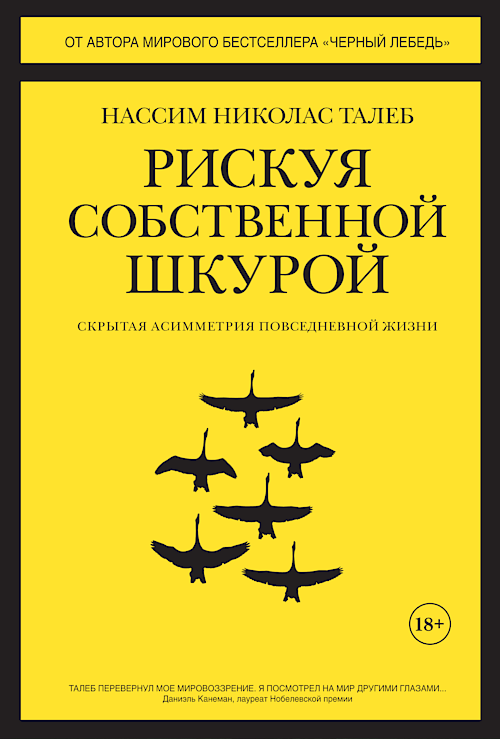 ОТ АВТОРА МИРОВОГО БЕСТСЕЛЛЕРА «ЧЕРНЫЙ ЛЕБЕДЬ»
НАССИМ НИКОЛАС ТАЛЕБ
РИСКУЯ
СОБСТВЕННОЙ
ШКУРОЙ
СКРЫТАЯ АСИММЕТРИЯ ПОВСЕДНЕВНОЙ ЖИЗНИ
18+
ТАЛЕБ ПЕРЕВЕРНУЛ МОЕ МИРОВОЗЗРЕНИЕ. Я ПОСМОТРЕЛ НА МИР ДРУГИМИ ГЛАЗАМИ...
Даниэль Канеман, лауреат Нобелевской премии